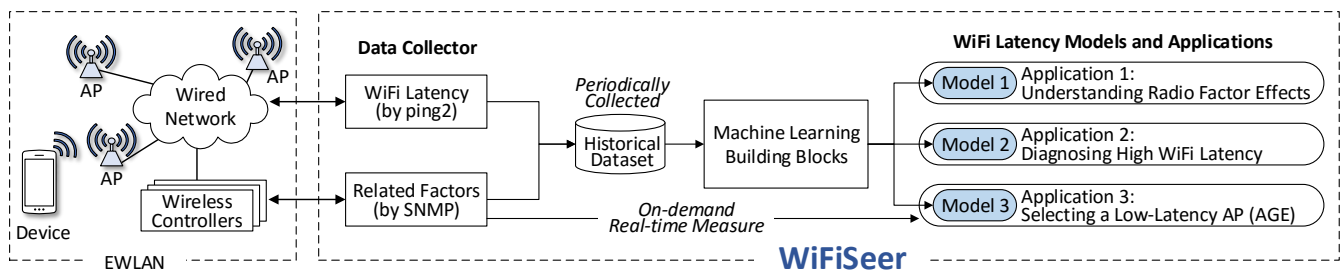 AP
AP
Wired
Network
AP
Device
Wireless
Controllers
EWLAN
Data Collector
WiFi Latency
(by ping2)
Related Factors
(by SNMP)
Periodically
Collected
Historical
Dataset
Machine Learning
Building Blocks
On-demand
Real-time Measure
WiFi Latency Models and Applications
Model 1
Application 1:
Understanding Radio Factor Effects
Model 2
Application 2:
Diagnosing High WiFi Latency
Model 3
Application 3:
Selecting a Low-Latency AP (AGE)
WiFiSeer